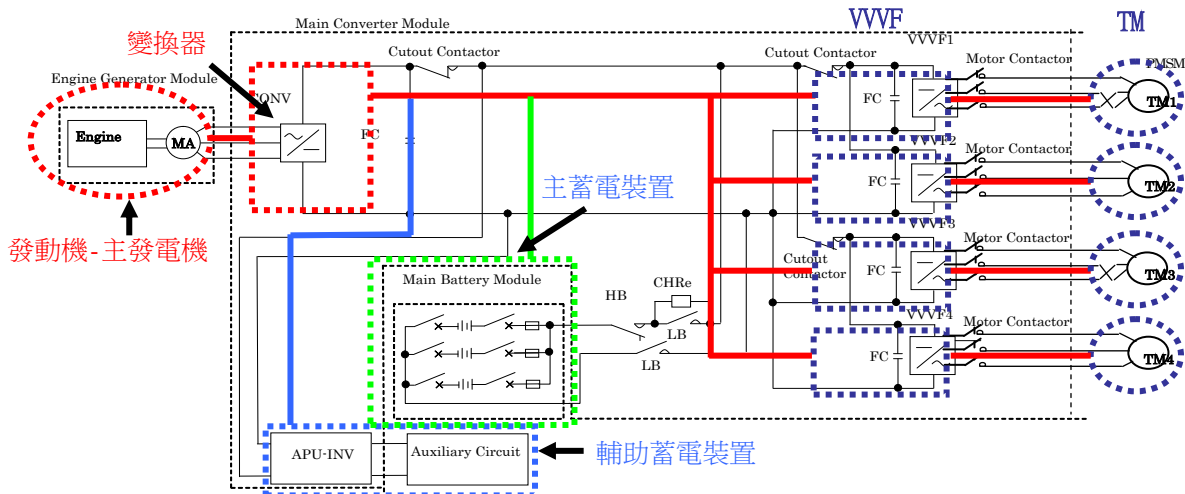 VVVF
TM
Main Converter Module
變換器
VVVF1
Cutout Contactor
Cutout Contactor
Motor Contactor
PMSM
Engine Generator Module
CONV
FC
TM1
Engine
MA
FC
VVVF2
Motor Contactor
主蓄電裝置
FC
TM2
VVVF3
發動機-主發電機
Motor Contactor
Main Battery Module
Cutout
Contactor
FC
TM3
CHRe
HB
VVVF4
Motor Contactor
LB
LB
FC
TM4
APU-INV
Auxiliary Circuit
輔助蓄電裝置